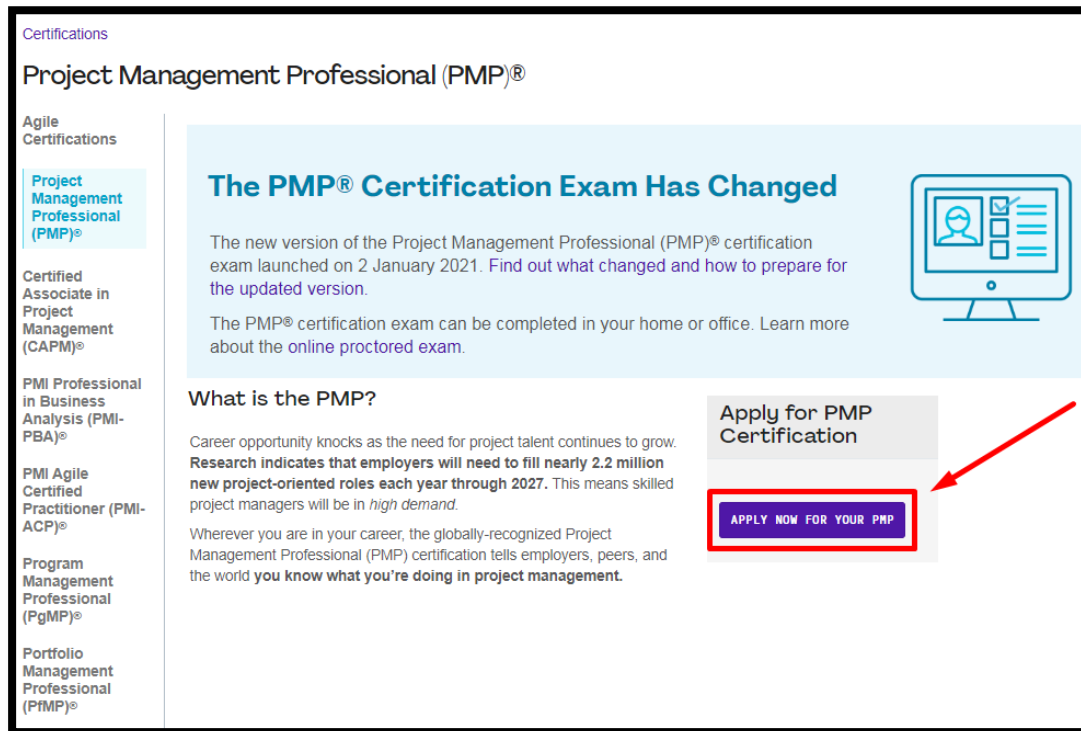 Certifications
Project Management Professional (PMP)®
Agile
Certifications
Project
Management
Professional
(PMP)®
Certified
Associate in
Project
Management
(CAPM)®
PMI Professional
in Business
Analysis (PMI-
PBA)®
PMI Agile
Certified
Practitioner (PMI-
ACP)®
Program
Management
Professional
(PgMP)®
Portfolio
Management
Professional
(PfMP)®
The PMP® Certification Exam Has Changed
The new version of the Project Management Professional (PMP)® certification
exam launched on 2 January 2021. Find out what changed and how to prepare for
the updated version.
The PMP® certification exam can be completed in your home or office. Learn more
about the online proctored exam.
What is the PMP?
Career opportunity knocks as the need for project talent continues to grow.
Research indicates that employers will need to fill nearly 2.2 million
new project-oriented roles each year through 2027. This means skilled
project managers will be in high demand.
Wherever you are in your career, the globally-recognized Project
Management Professional (PMP) certification tells employers, peers, and
the world you know what you're doing in project management.
Apply for PMP
Certification
APPLY NOW FOR YOUR PMP